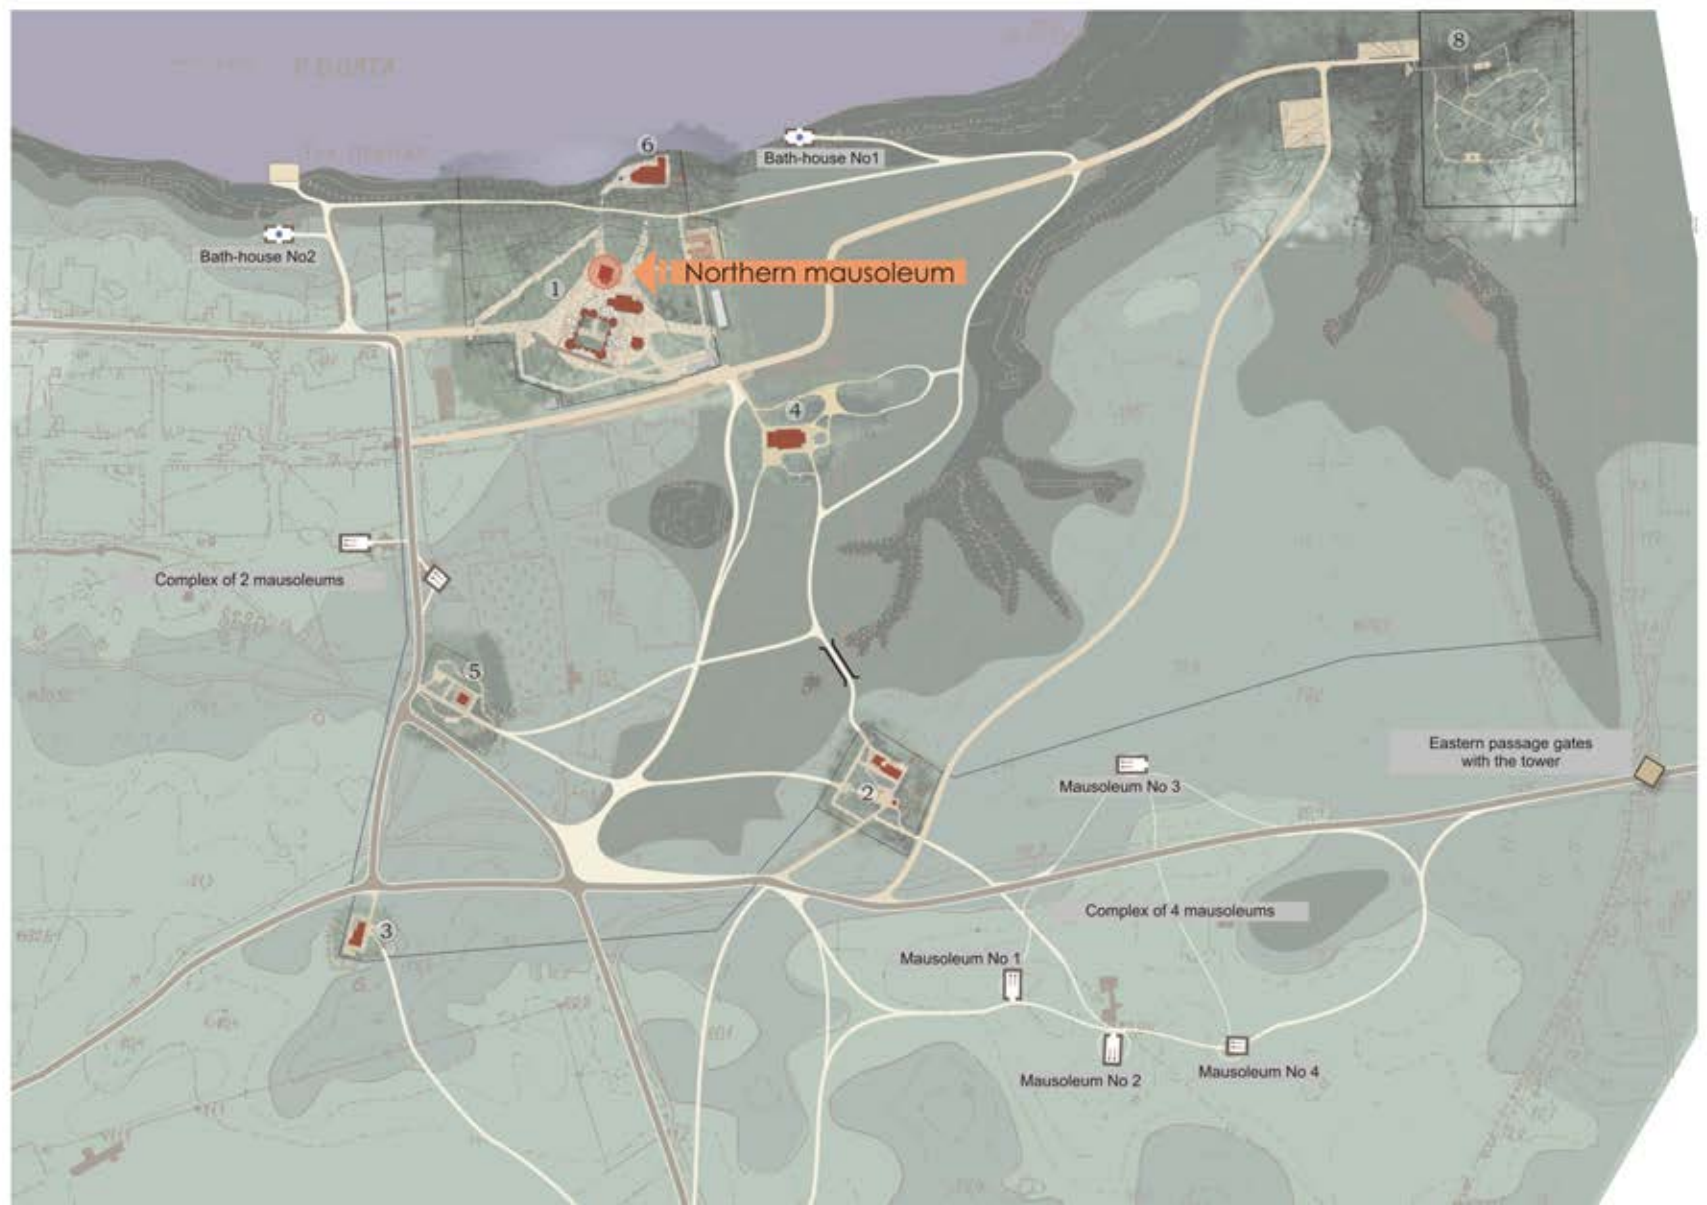 8
6
Bath-house No1
Bath-house No2
Northern mausoleum
1
4
Complex of 2 mausoleums
5
Eastern passage gates
with the tower
Mausoleum No 3
2
Complex of 4 mausoleums
3
Mausoleum No 1
Mausoleum No 2
Mausoleum No 4